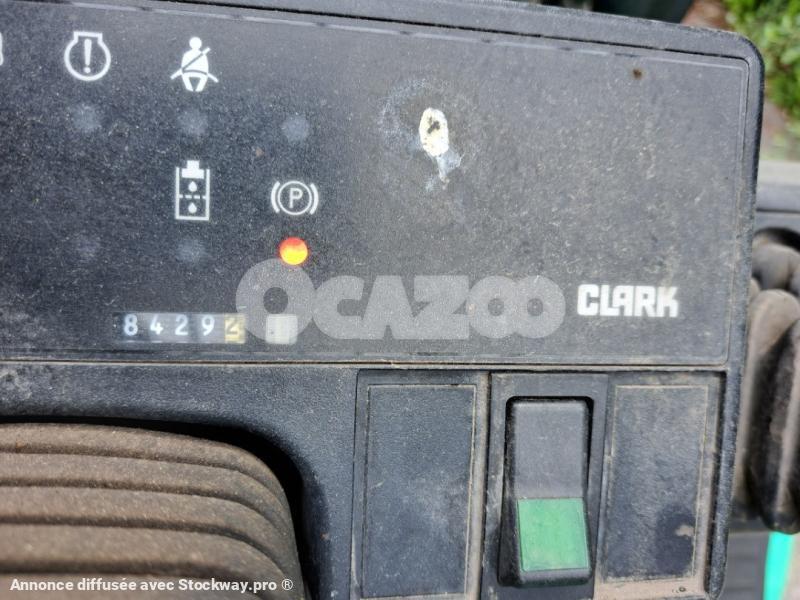 !
P
84292
OCAZOO
CLARK
Annonce diffusée avec Stockway.pro ®